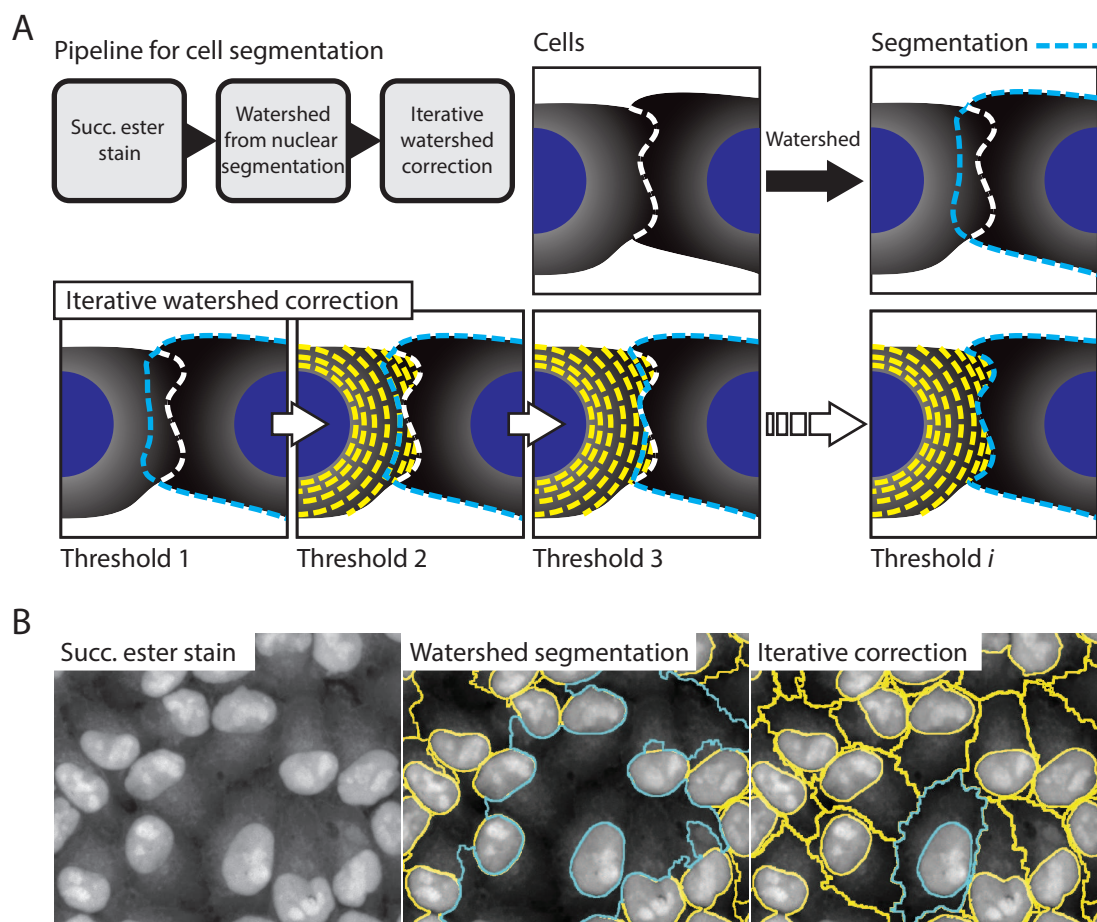 A
Pipeline for cell segmentation
Succ. ester
stain
Watershed
from nuclear
segmentation
Iterative
watershed
correction
Cells
Watershed
Segmentation
Iterative watershed correction
Threshold 1
Threshold 2
Threshold 3
Threshold i
B
Succ. ester stain
Watershed segmentation
Iterative correction